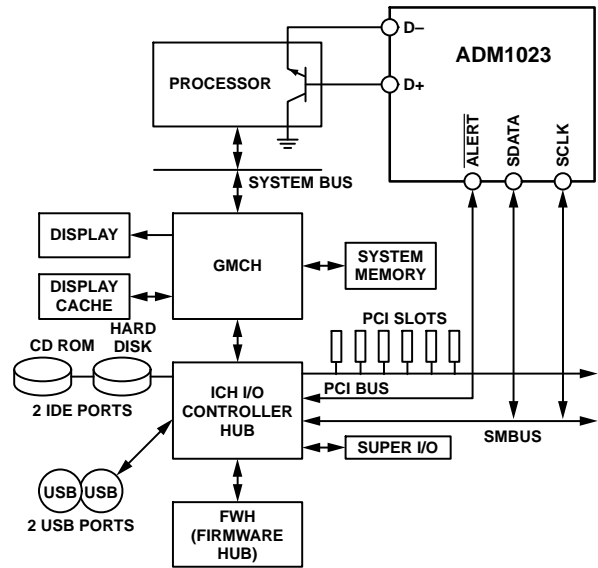 D–
ADM1023
PROCESSOR
D+
ALERT
SDATA
SCLK
SYSTEM BUS
DISPLAY
GMCH
SYSTEM
MEMORY
DISPLAY
CACHE
PCI SLOTS
CD ROM
HARD
DISK
ICH I/O
CONTROLLER
HUB
PCI BUS
2 IDE PORTS
SMBUS
SUPER I/O
USB
USB
2 USB PORTS
FWH
(FIRMWARE
HUB)